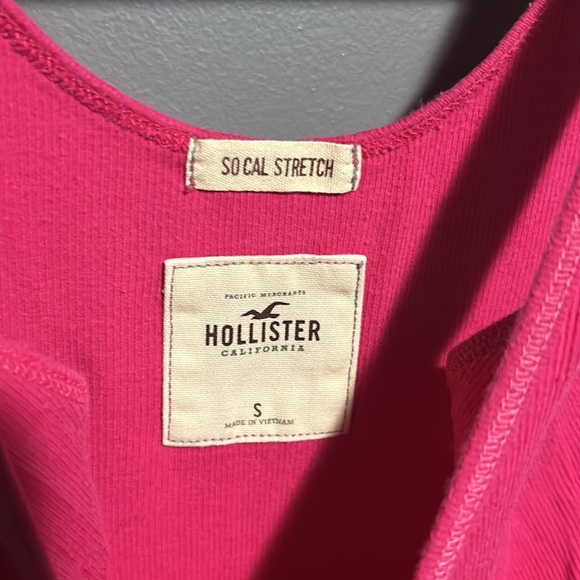 SO CAL STRETCH
PACIFIC MERCHANTS
HOLLISTER
CALIFORNIA
S
MADE IN VIETNAM